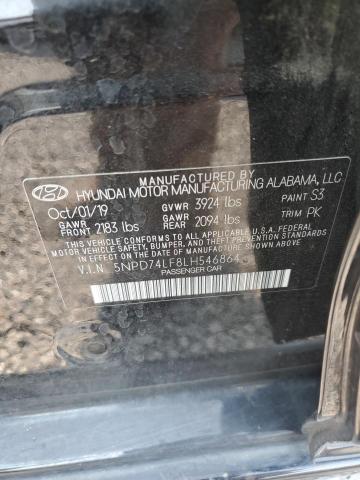 MANUFACTURED BY
HYUNDAI MOTOR MANUFACTURING ALABAMA, LLC
Oct/01/19 GVWR 3924 lbs PAINT S3
GAWR FRONT 2183 lbs GAWR REAR 2094 lbs TRIM PK
THIS VEHICLE CONFORMS TO ALL APPLICABLE U.S.A. FEDERAL
MOTOR VEHICLE SAFETY, BUMPER, AND THEFT PREVENTION
STANDARDS IN EFFECT ON THE DATE OF MANUFACTURE SHOWN ABOVE.
V.I.N. 5NPD74LF8LH546864
PASSENGER CAR